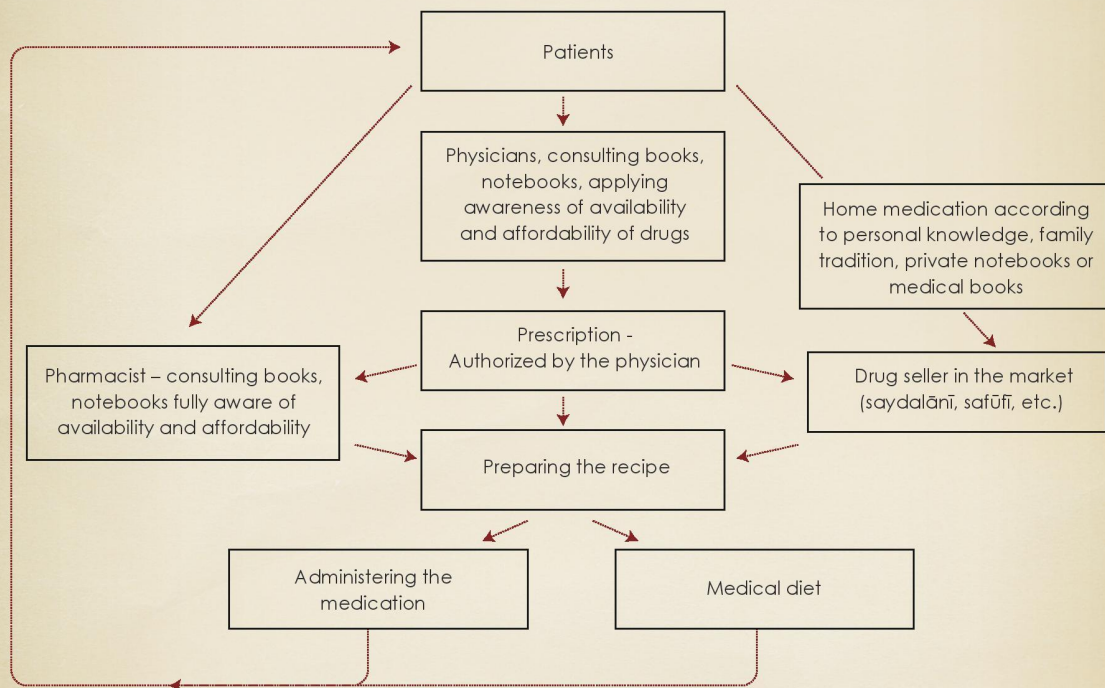 Patients
Physicians, consulting books,
notebooks, applying
awareness of availability
and affordability of drugs
Home medication according
to personal knowledge, family
tradition, private notebooks or
medical books
Prescription -
Authorized by the physician
Pharmacist – consulting books,
notebooks fully aware of
availability and affordability
Drug seller in the market
(saydalānī, safūfī, etc.)
Preparing the recipe
Administering the
medication
Medical diet